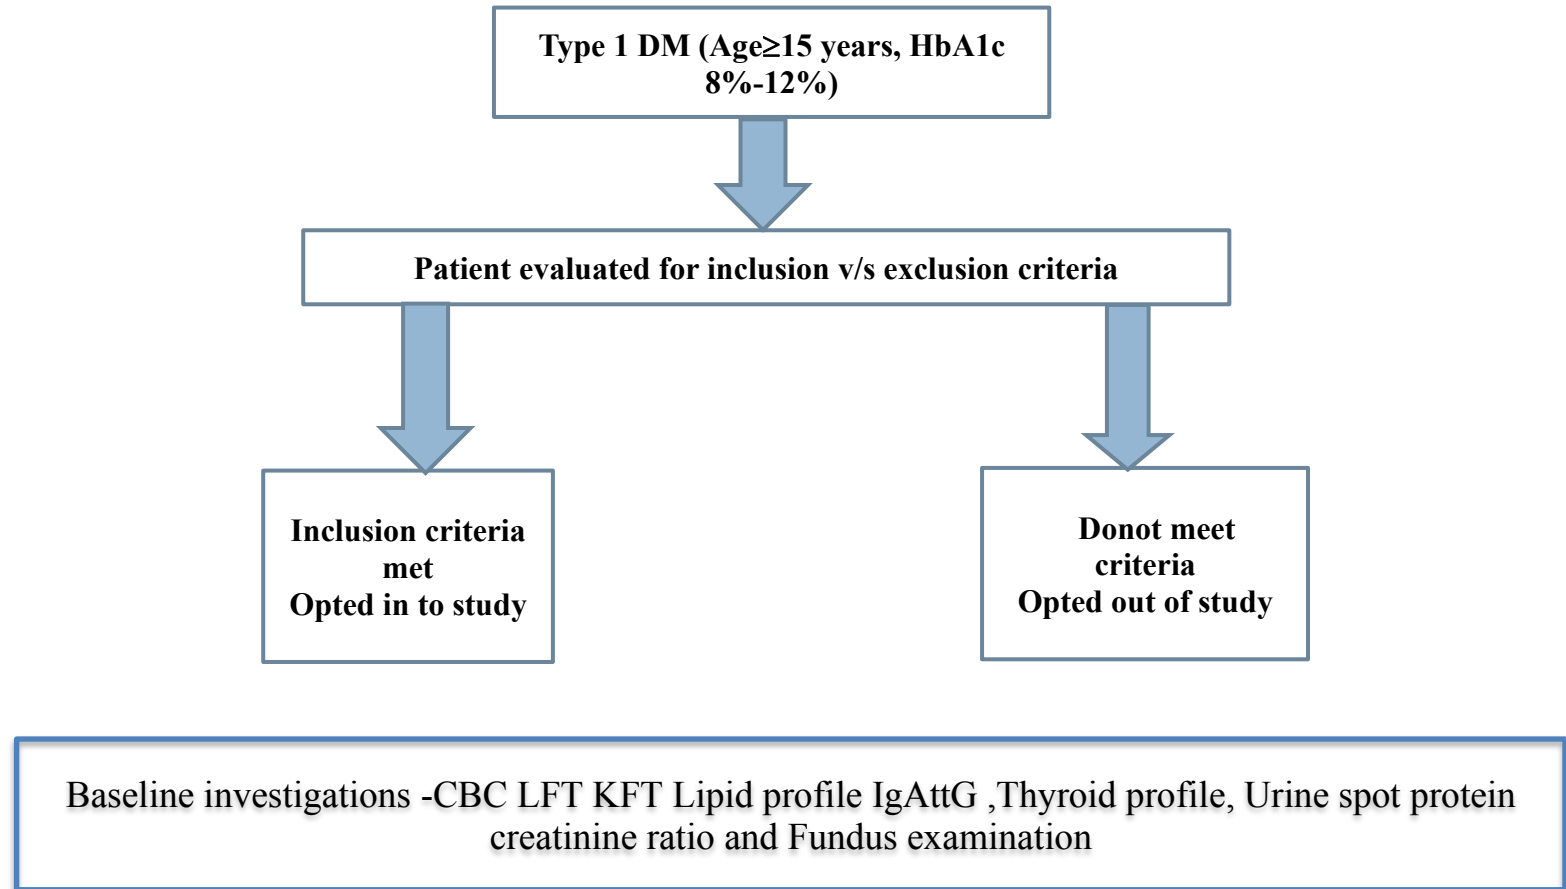 Type 1 DM (Age≥15 years, HbA1c
8%-12%)
Patient evaluated for inclusion v/s exclusion criteria
Inclusion criteria
met
Opted in to study
Donot meet
criteria
Opted out of study
Baseline investigations -CBC LFT KFT Lipid profile IgAttG ,Thyroid profile, Urine spot protein
creatinine ratio and Fundus examination